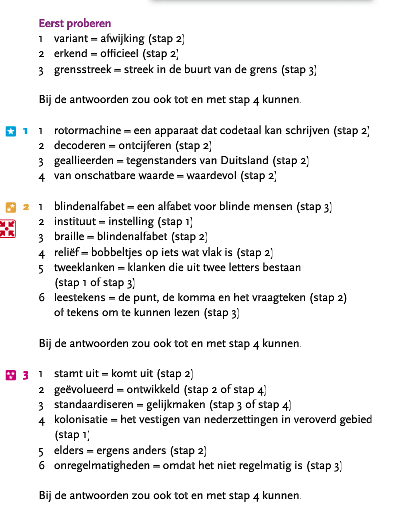 Eerst proberen
1 variant = afwijking (stap 2)
2 erkend = officieel (stap 2)
3 grensstreek = streek in de buurt van de grens (stap 3)
Bij de antwoorden zou ook tot en met stap 4 kunnen.
1 1 rotormachine = een apparaat dat codetaal kan schrijven (stap 2)
2 decoderen = ontcijferen (stap 2)
3 geallieerden = tegenstanders van Duitsland (stap 2)
4 van onschatbare waarde = waardevol (stap 2)
2 1 blindenalfabet = een alfabet voor blinde mensen (stap 3)
2 instituut = instelling (stap 1)
3 braille = blindenalfabet (stap 2)
4 reliëf = bobbeltjes op iets wat vlak is (stap 2)
5 tweeklanken = klanken die uit twee letters bestaan
(stap 1 of stap 3)
6 leestekens = de punt, de komma en het vraagteken (stap 2)
of tekens om te kunnen lezen (stap 3)
Bij de antwoorden zou ook tot en met stap 4 kunnen.
3 1 stamt uit = komt uit (stap 2)
2 geëvolueerd = ontwikkeld (stap 2 of stap 4)
3 standaardiseren = gelijkmaken (stap 3 of stap 4)
4 kolonisatie = het vestigen van nederzettingen in veroverd gebied
(stap 1)
5 elders = ergens anders (stap 2)
6 onregelmatigheden = omdat het niet regelmatig is (stap 3)
Bij de antwoorden zou ook tot en met stap 4 kunnen.